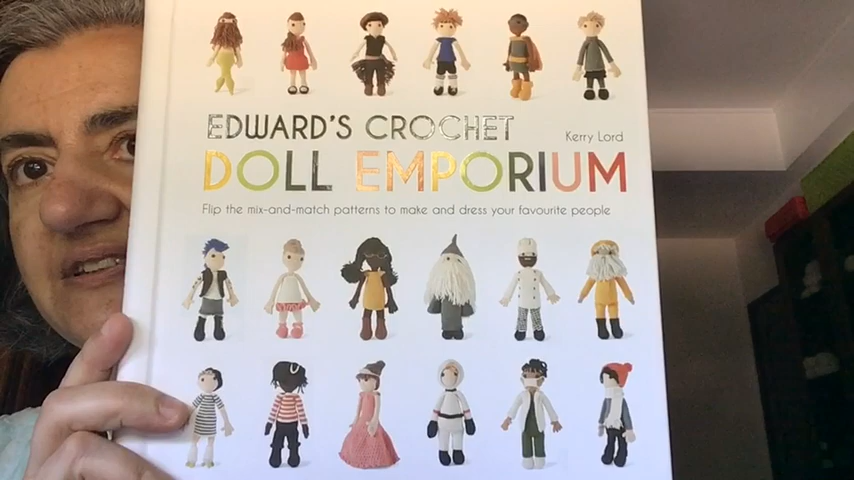 EDWARD'S CROCHET
Kerry Lord
DOLL EMPORIUM
Flip the mix-and-match patterns to make and dress your favourite people